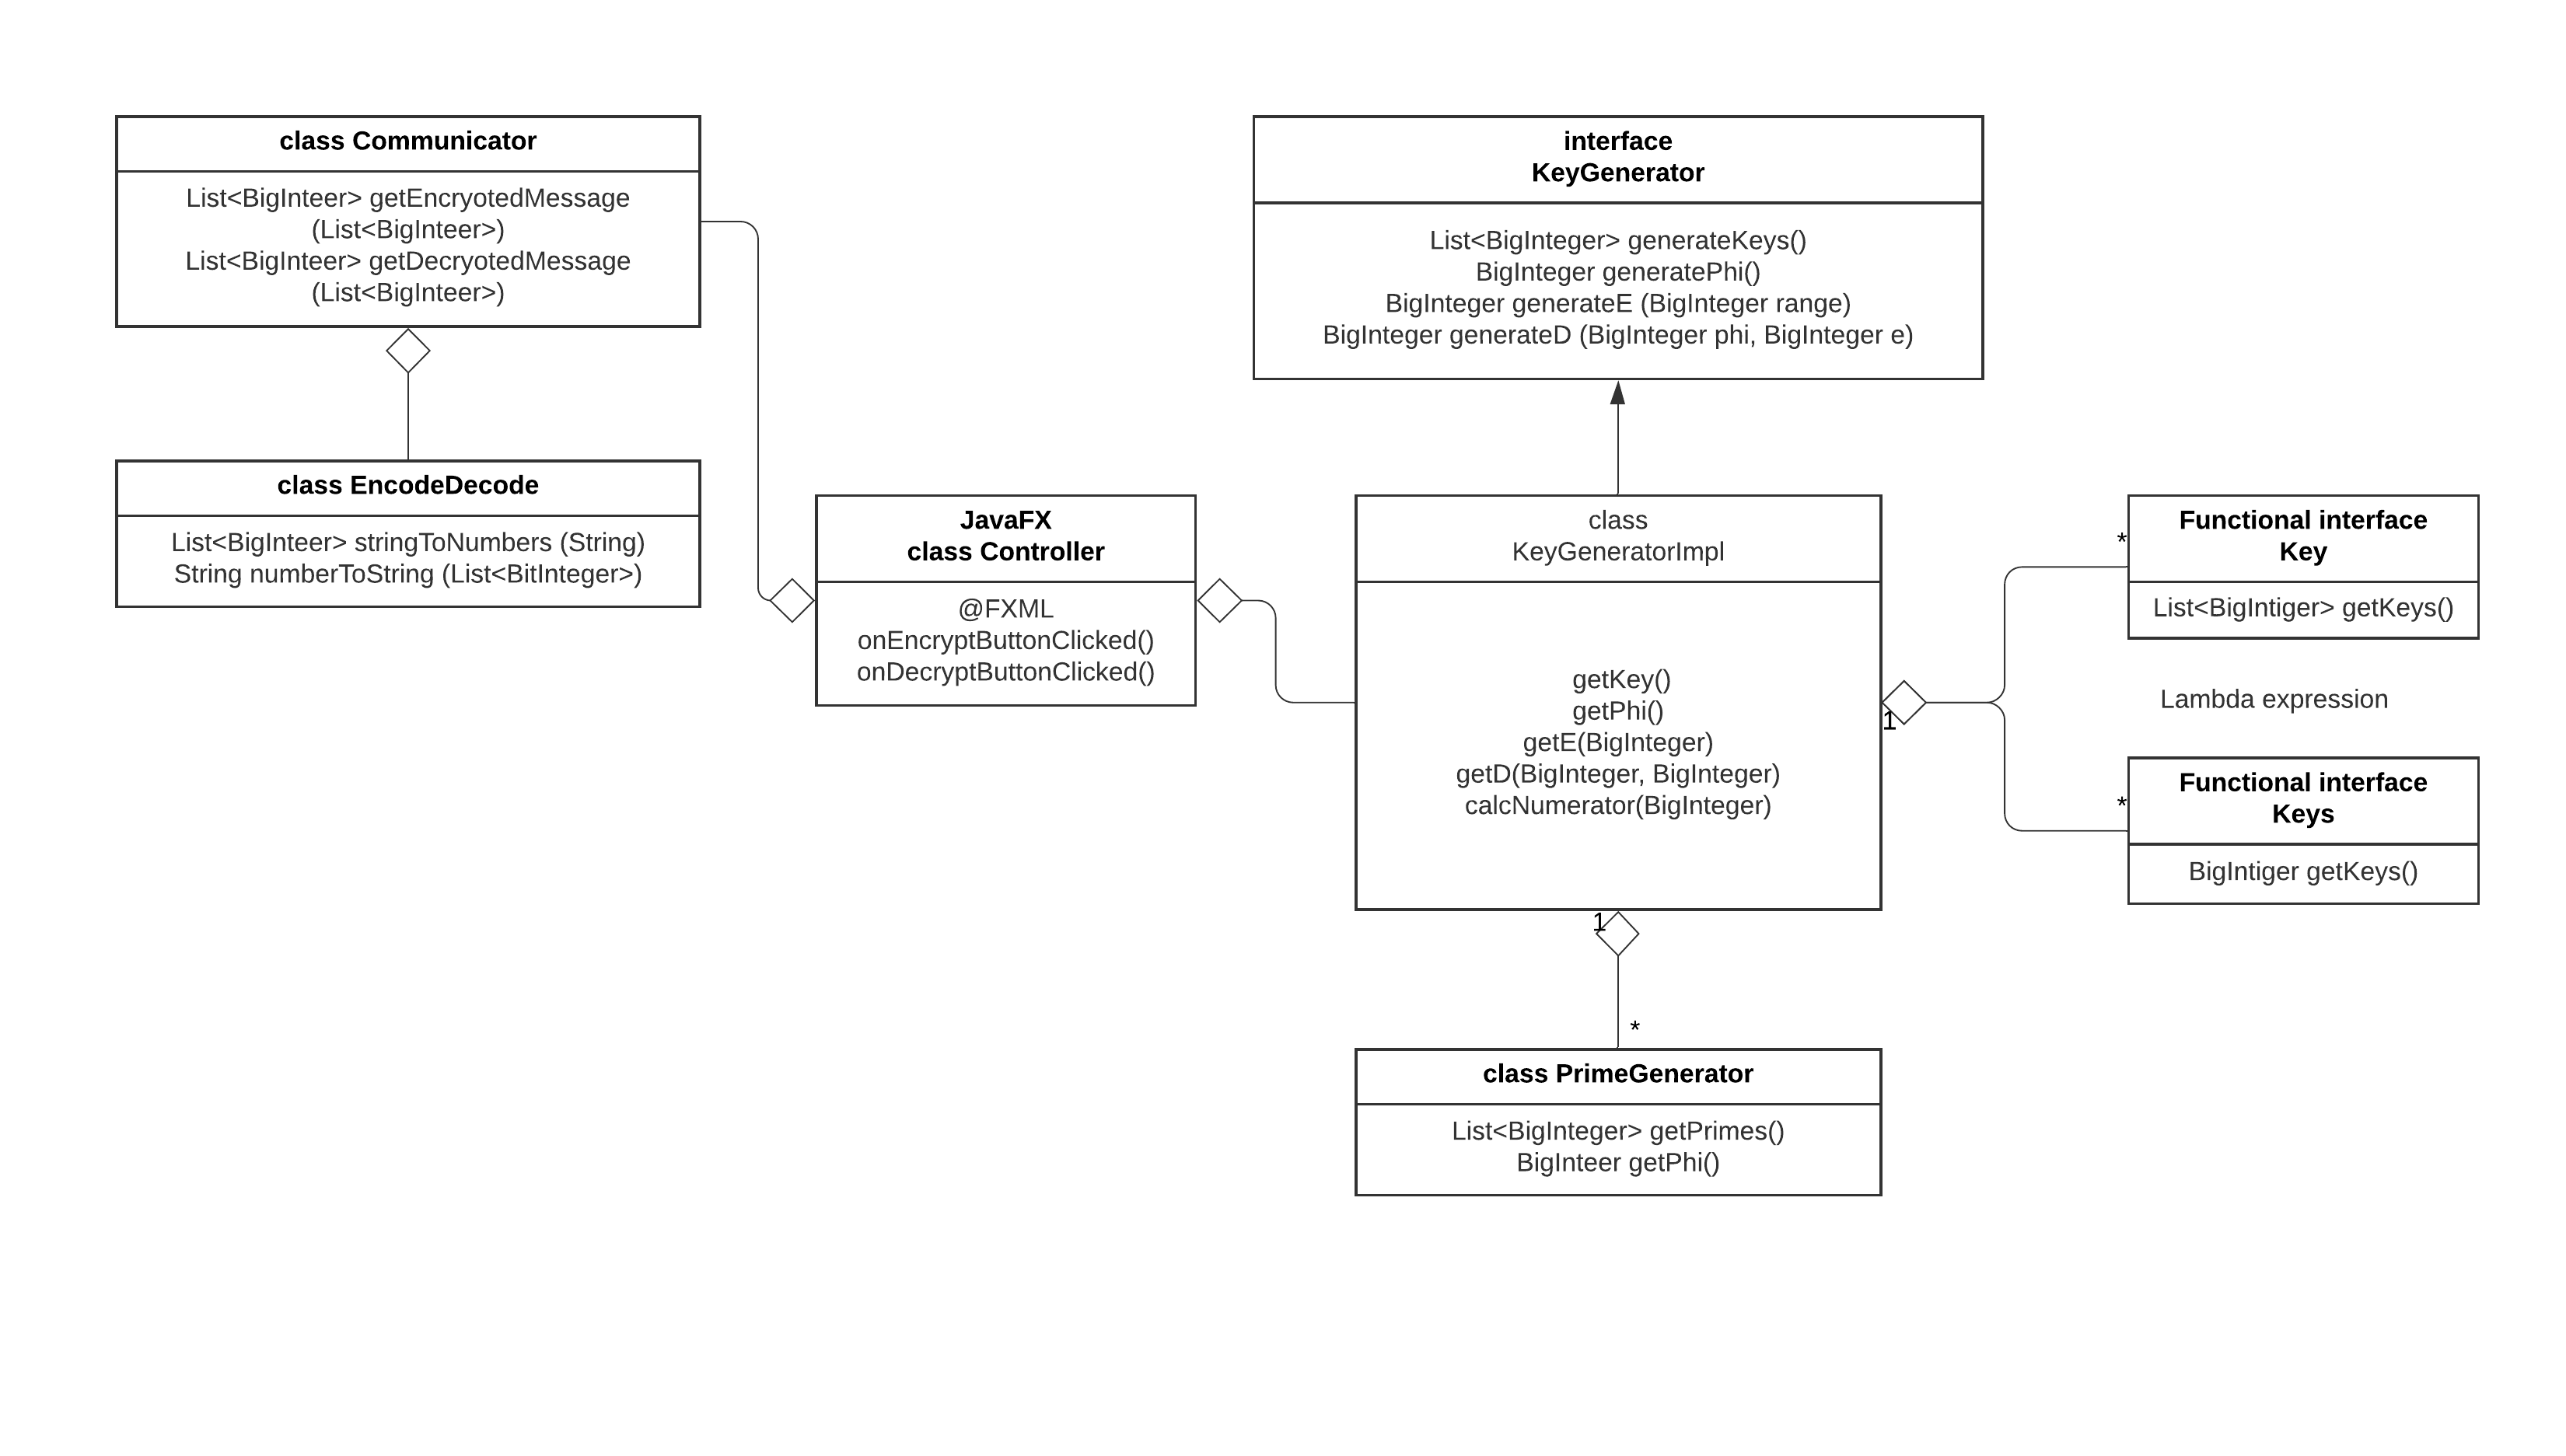 class Communicator
List<BigInteer> getEncryotedMessage
(List<BigInteer>)
List<BigInteer> getDecryotedMessage
(List<BigInteer>)
class EncodeDecode
List<BigInteer> stringToNumbers (String)
String numberToString (List<BitInteger>)
JavaFX
class Controller
@FXML
onEncryptButtonClicked()
onDecryptButtonClicked()
interface
KeyGenerator
List<BigInteger> generateKeys()
BigInteger generatePhi()
BigInteger generateE (BigInteger range)
BigInteger generateD (BigInteger phi, BigInteger e)
class
KeyGeneratorImpl
getKey()
getPhi()
getE(BigInteger)
getD(BigInteger, BigInteger)
calcNumerator(BigInteger)
1
*
Functional interface
Key
List<BigIntiger> getKeys()
Lambda expression
*
Functional interface
Keys
BigIntiger getKeys()
1
*
class PrimeGenerator
List<BigInteger> getPrimes()
BigInteer getPhi()